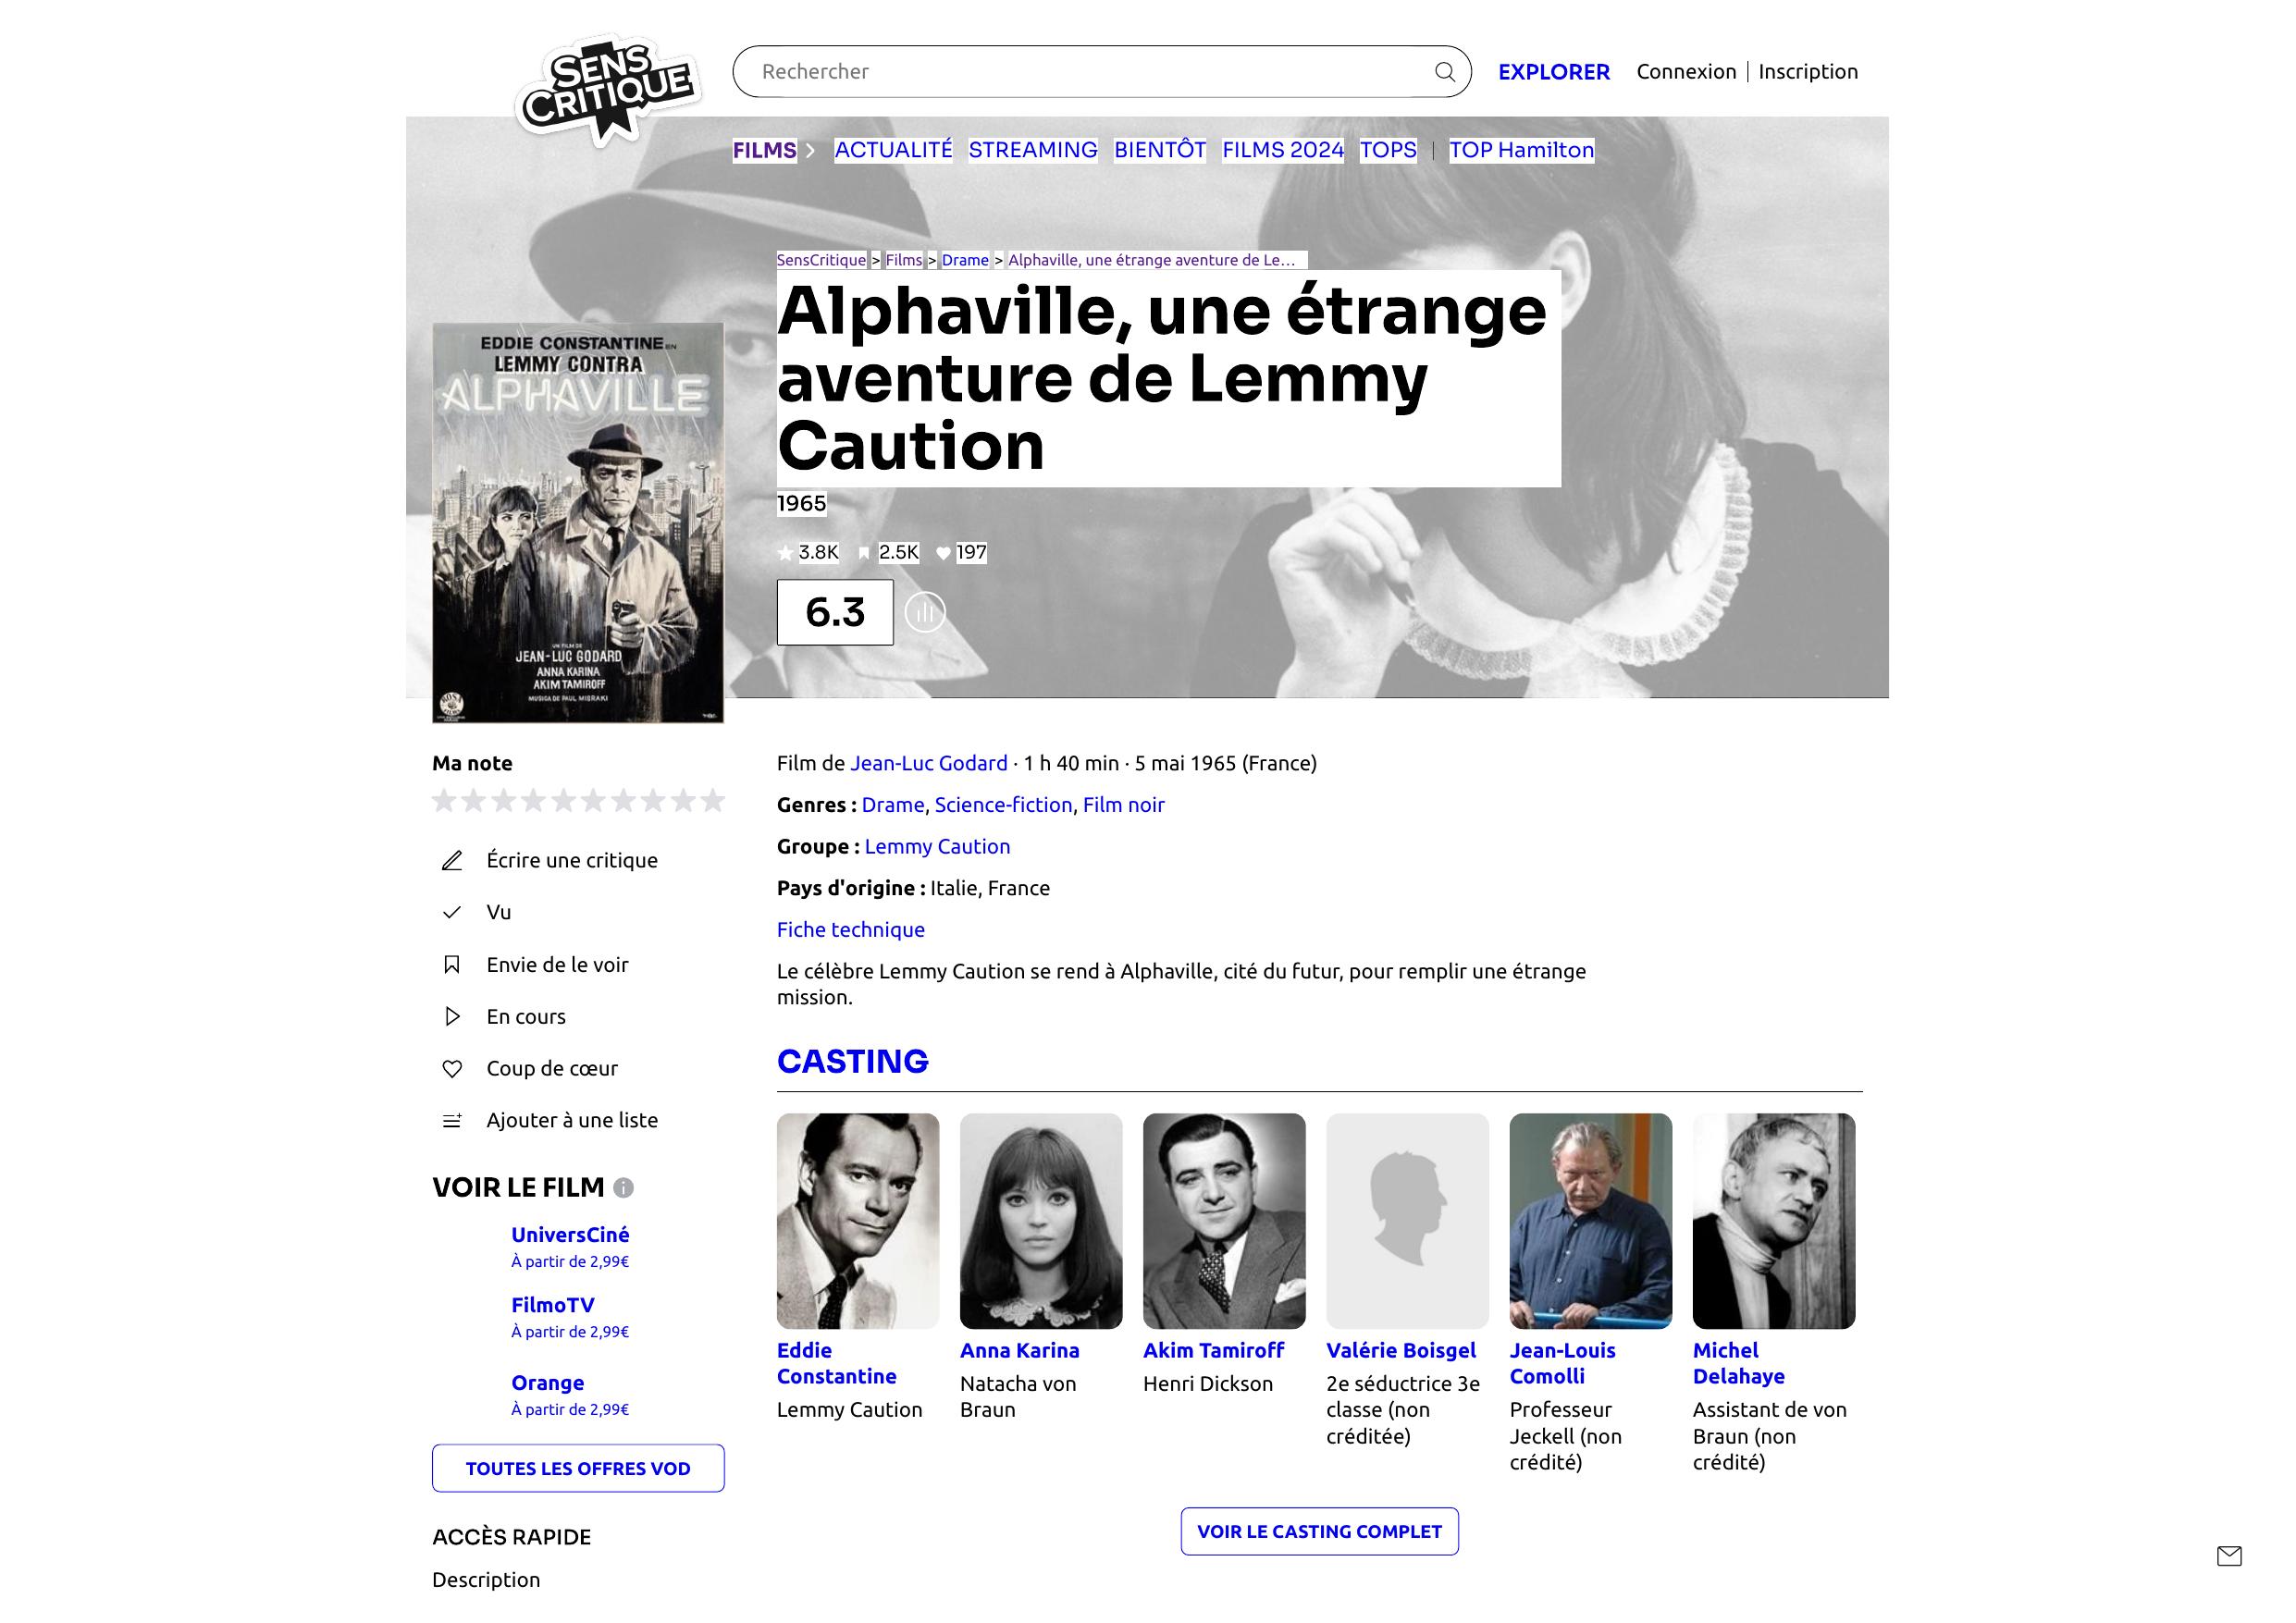 SENS
CRITIQUE
Rechercher
EXPLORER
Connexion | Inscription
FILMS
ACTUALITÉ
STREAMING
BIENTÔT
FILMS 2024
TOPS
TOP Hamilton
SensCritique > Films > Drame > Alphaville, une étrange aventure de Le...
Alphaville, une étrange
aventure de Lemmy
Caution
1965
3.8K
2.5K
197
6.3
EDDIE CONSTANTINE EN
LEMMY CONTRA
ALPHAVILLE
UN FILM DE
JEAN-LUC GODARD
ANNA KARINA
AKIM TAMIROFF
MUSICA DE PAUL MISRAKI
Ma note
Écrire une critique
Vu
Envie de le voir
En cours
Coup de cœur
Ajouter à une liste
VOIR LE FILM
UniversCiné
À partir de 2,99€
FilmoTV
À partir de 2,99€
Orange
À partir de 2,99€
TOUTES LES OFFRES VOD
ACCÈS RAPIDE
Description
Film de Jean-Luc Godard · 1 h 40 min · 5 mai 1965 (France)
Genres : Drame, Science-fiction, Film noir
Groupe : Lemmy Caution
Pays d'origine : Italie, France
Fiche technique
Le célèbre Lemmy Caution se rend à Alphaville, cité du futur, pour remplir une étrange
mission.
CASTING
Eddie
Constantine
Lemmy Caution
Anna Karina
Natacha von
Braun
Akim Tamiroff
Henri Dickson
Valérie Boisgel
2e séductrice 3e
classe (non
créditée)
Jean-Louis
Comolli
Professeur
Jeckell (non
crédité)
Michel
Delahaye
Assistant de von
Braun (non
crédité)
VOIR LE CASTING COMPLET